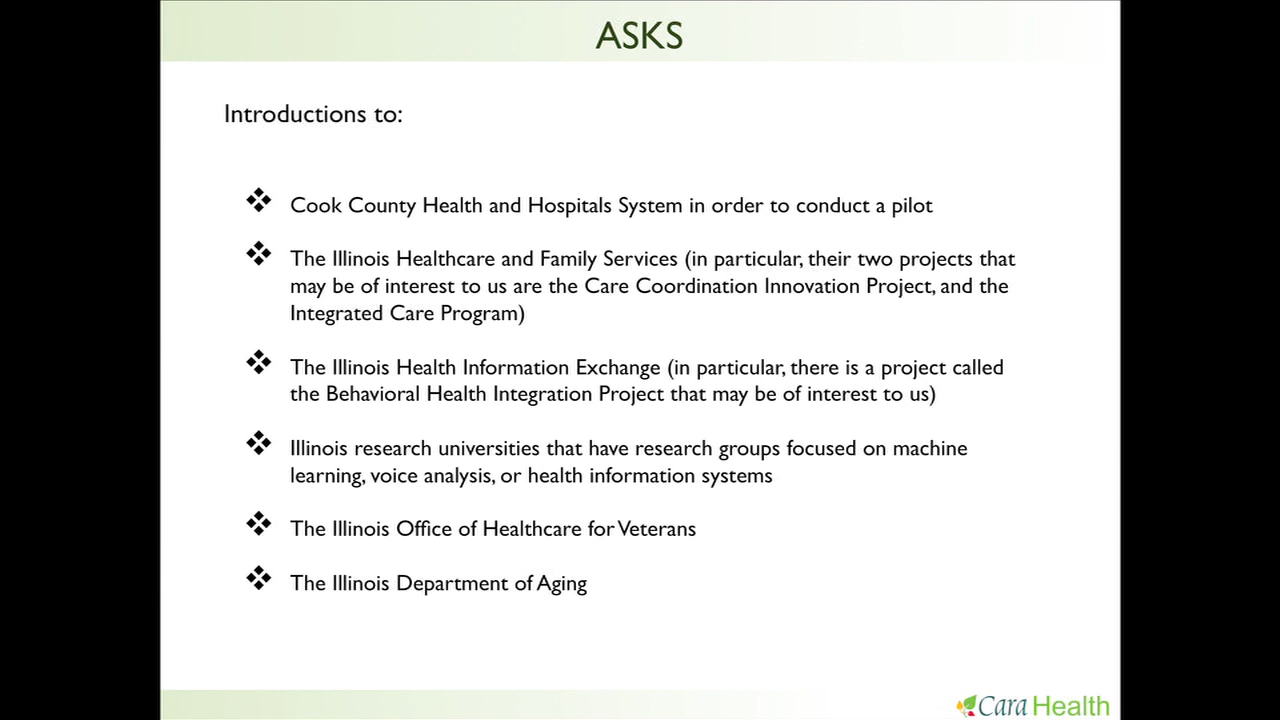 ASKS
Introductions to:
Cook County Health and Hospitals System in order to conduct a pilot
The Illinois Healthcare and Family Services (in particular, their two projects that
may be of interest to us are the Care Coordination Innovation Project, and the
Integrated Care Program)
The Illinois Health Information Exchange (in particular, there is a project called
the Behavioral Health Integration Project that may be of interest to us)
Illinois research universities that have research groups focused on machine
learning, voice analysis, or health information systems
The Illinois Office of Healthcare for Veterans
The Illinois Department of Aging
Cara Health